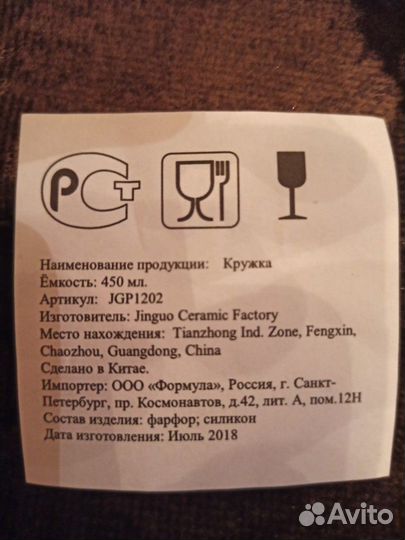 РСТ
Наименование продукции: Кружка
Ёмкость: 450 мл.
Артикул: JGP1202
Изготовитель: Jinguo Ceramic Factory
Место нахождения: Tianzhong Ind. Zone, Fengxin,
Chaozhou, Guangdong, China
Сделано в Китае.
Импортер: ООО «Формула», Россия, г. Санкт-
Петербург, пр. Космонавтов, д.42, лит. А, пом.12Н
Состав изделия: фарфор; силикон
Дата изготовления: Июль 2018
Avito